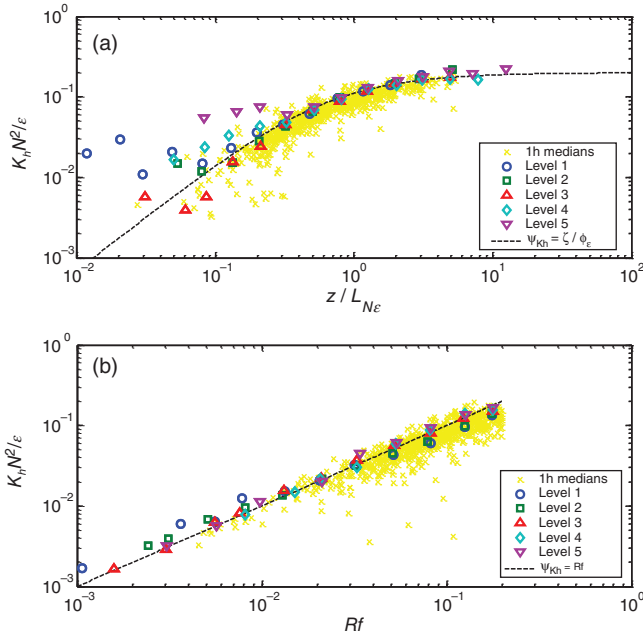 (a)
10^0
10^-1
10^-2
10^-3
K_h N^2/ε
10^-2
10^-1
10^0
10^1
10^2
z / L_Nε
1h medians
Level 1
Level 2
Level 3
Level 4
Level 5
ψ_Kh = ζ / ϕ_ε
(b)
10^0
10^-1
10^-2
10^-3
K_h N^2/ε
10^-3
10^-2
10^-1
10^0
Rf
1h medians
Level 1
Level 2
Level 3
Level 4
Level 5
ψ_Kh = Rf